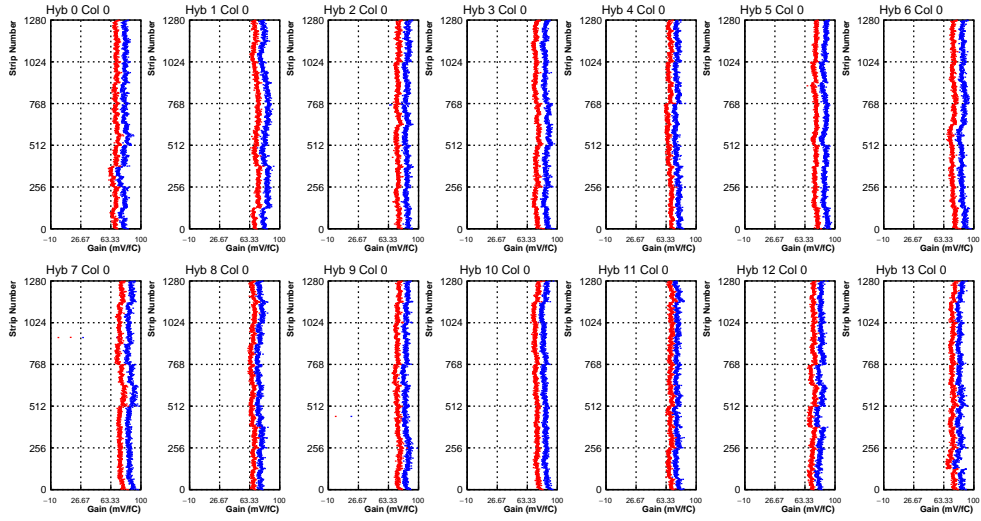 Hyb 0 Col 0
Strip Number
1280
1024
768
512
256
0
−10 26.67 63.33 100
Gain (mV/fC)
Hyb 1 Col 0
Strip Number
1280
1024
768
512
256
0
−10 26.67 63.33 100
Gain (mV/fC)
Hyb 2 Col 0
Strip Number
1280
1024
768
512
256
0
−10 26.67 63.33 100
Gain (mV/fC)
Hyb 3 Col 0
Strip Number
1280
1024
768
512
256
0
−10 26.67 63.33 100
Gain (mV/fC)
Hyb 4 Col 0
Strip Number
1280
1024
768
512
256
0
−10 26.67 63.33 100
Gain (mV/fC)
Hyb 5 Col 0
Strip Number
1280
1024
768
512
256
0
−10 26.67 63.33 100
Gain (mV/fC)
Hyb 6 Col 0
Strip Number
1280
1024
768
512
256
0
−10 26.67 63.33 100
Gain (mV/fC)
Hyb 7 Col 0
Strip Number
1280
1024
768
512
256
0
−10 26.67 63.33 100
Gain (mV/fC)
Hyb 8 Col 0
Strip Number
1280
1024
768
512
256
0
−10 26.67 63.33 100
Gain (mV/fC)
Hyb 9 Col 0
Strip Number
1280
1024
768
512
256
0
−10 26.67 63.33 100
Gain (mV/fC)
Hyb 10 Col 0
Strip Number
1280
1024
768
512
256
0
−10 26.67 63.33 100
Gain (mV/fC)
Hyb 11 Col 0
Strip Number
1280
1024
768
512
256
0
−10 26.67 63.33 100
Gain (mV/fC)
Hyb 12 Col 0
Strip Number
1280
1024
768
512
256
0
−10 26.67 63.33 100
Gain (mV/fC)
Hyb 13 Col 0
Strip Number
1280
1024
768
512
256
0
−10 26.67 63.33 100
Gain (mV/fC)